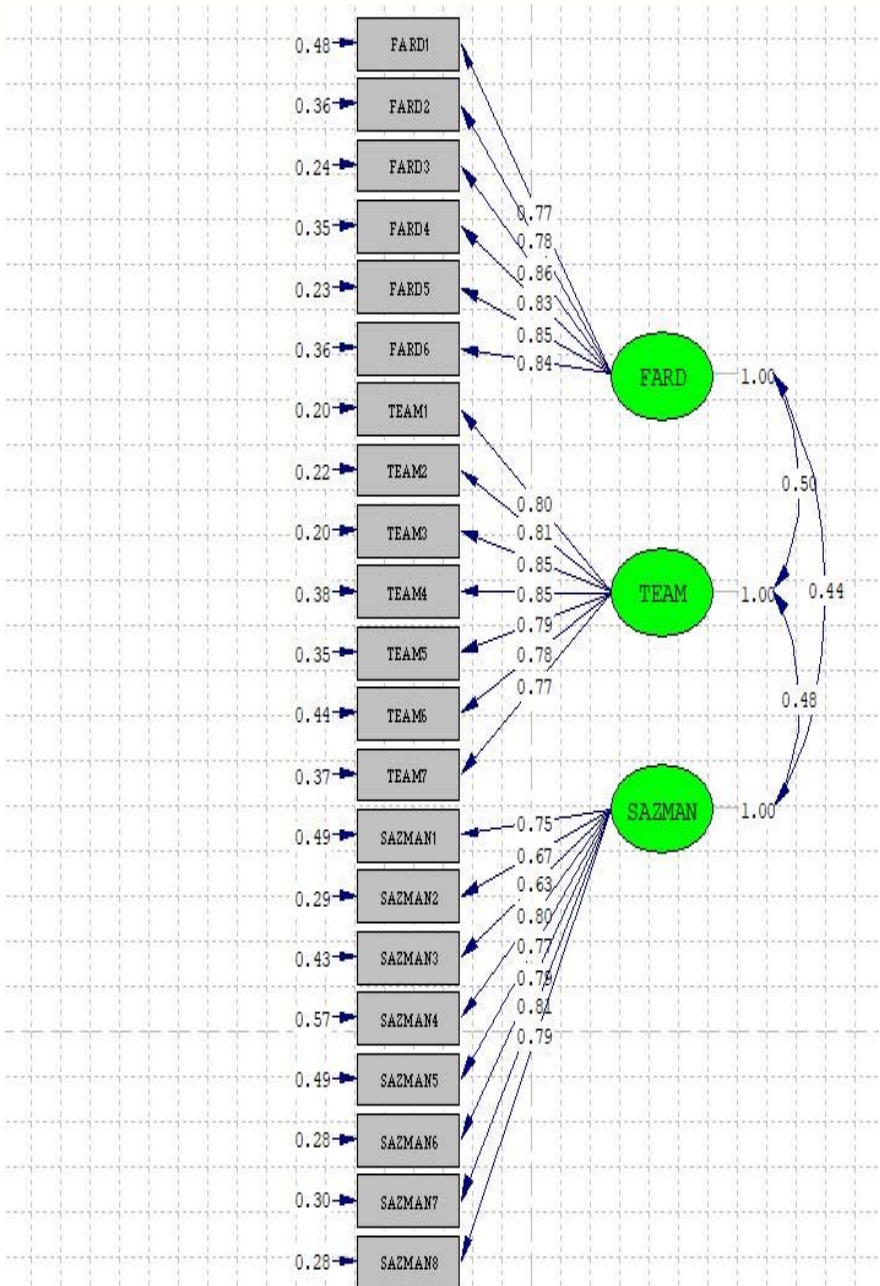 0.48 FARD1
0.36 FARD2
0.24 FARD3
0.35 FARD4
0.23 FARD5
0.36 FARD6
0.20 TEAM1
0.22 TEAM2
0.20 TEAM3
0.38 TEAM4
0.35 TEAM5
0.44 TEAM6
0.37 TEAM7
0.49 SAZMAN1
0.29 SAZMAN2
0.43 SAZMAN3
0.57 SAZMAN4
0.49 SAZMAN5
0.28 SAZMAN6
0.30 SAZMAN7
0.28 SAZMAN8
0.77
0.78
0.86
0.83
0.85
0.84
0.80
0.81
0.85
0.85
0.79
0.78
0.77
0.75
0.67
0.63
0.80
0.77
0.79
0.81
0.79
FARD 1.00
TEAM 1.00
SAZMAN 1.00
0.50
0.44
0.48